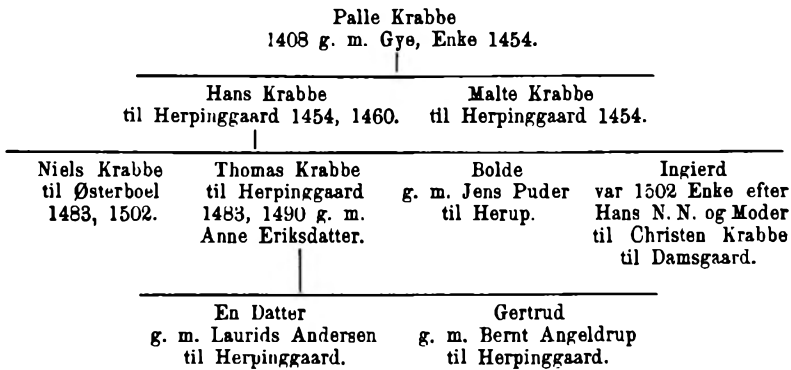 Palle Krabbe
1408 g. m. Gye, Enke 1454.
Hans Krabbe
til Herpinggaard 1454, 1460.
Malte Krabbe
til Herpinggaard 1454.
Niels Krabbe
til Østerboel
1483, 1502.
Thomas Krabbe
til Herpinggaard
1483, 1490 g. m.
Anne Eriksdatter.
Bolde
g. m. Jens Puder
til Herup.
Ingierd
var 1502 Enke efter
Hans N. N. og Moder
til Christen Krabbe
til Damsgaard.
En Datter
g. m. Laurids Andersen
til Herpinggaard.
Gertrud
g. m. Bernt Angeldrup
til Herpinggaard.